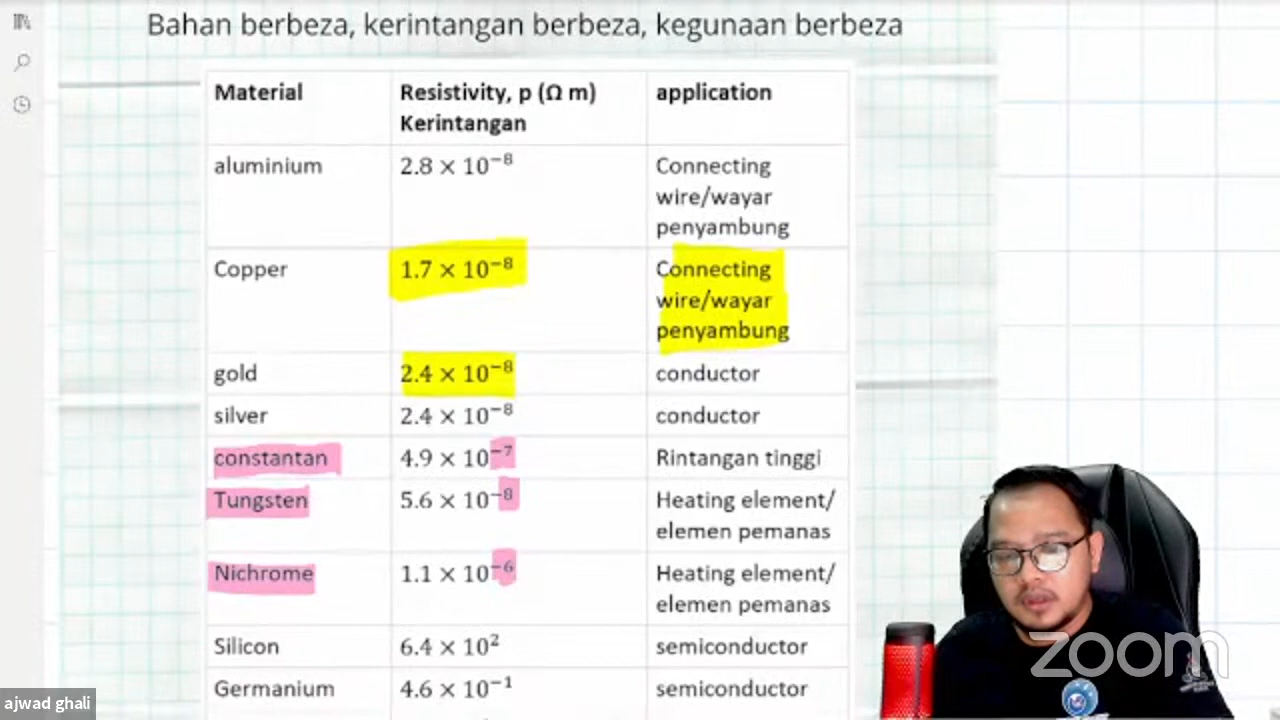 Bahan berbeza, kerintangan berbeza, kegunaan berbeza
Material
Resistivity, p (Ω m)
Kerintangan
application
aluminium
2.8 × 10⁻⁸
Connecting
wire/wayar
penyambung
Copper
1.7 × 10⁻⁸
Connecting
wire/wayar
penyambung
gold
2.4 × 10⁻⁸
conductor
silver
2.4 × 10⁻⁸
conductor
constantan
4.9 × 10⁻⁷
Rintangan tinggi
Tungsten
5.6 × 10⁻⁸
Heating element/
elemen pemanas
Nichrome
1.1 × 10⁻⁶
Heating element/
elemen pemanas
Silicon
6.4 × 10²
semiconductor
Germanium
4.6 × 10⁻¹
semiconductor
zoom
ajwad ghali